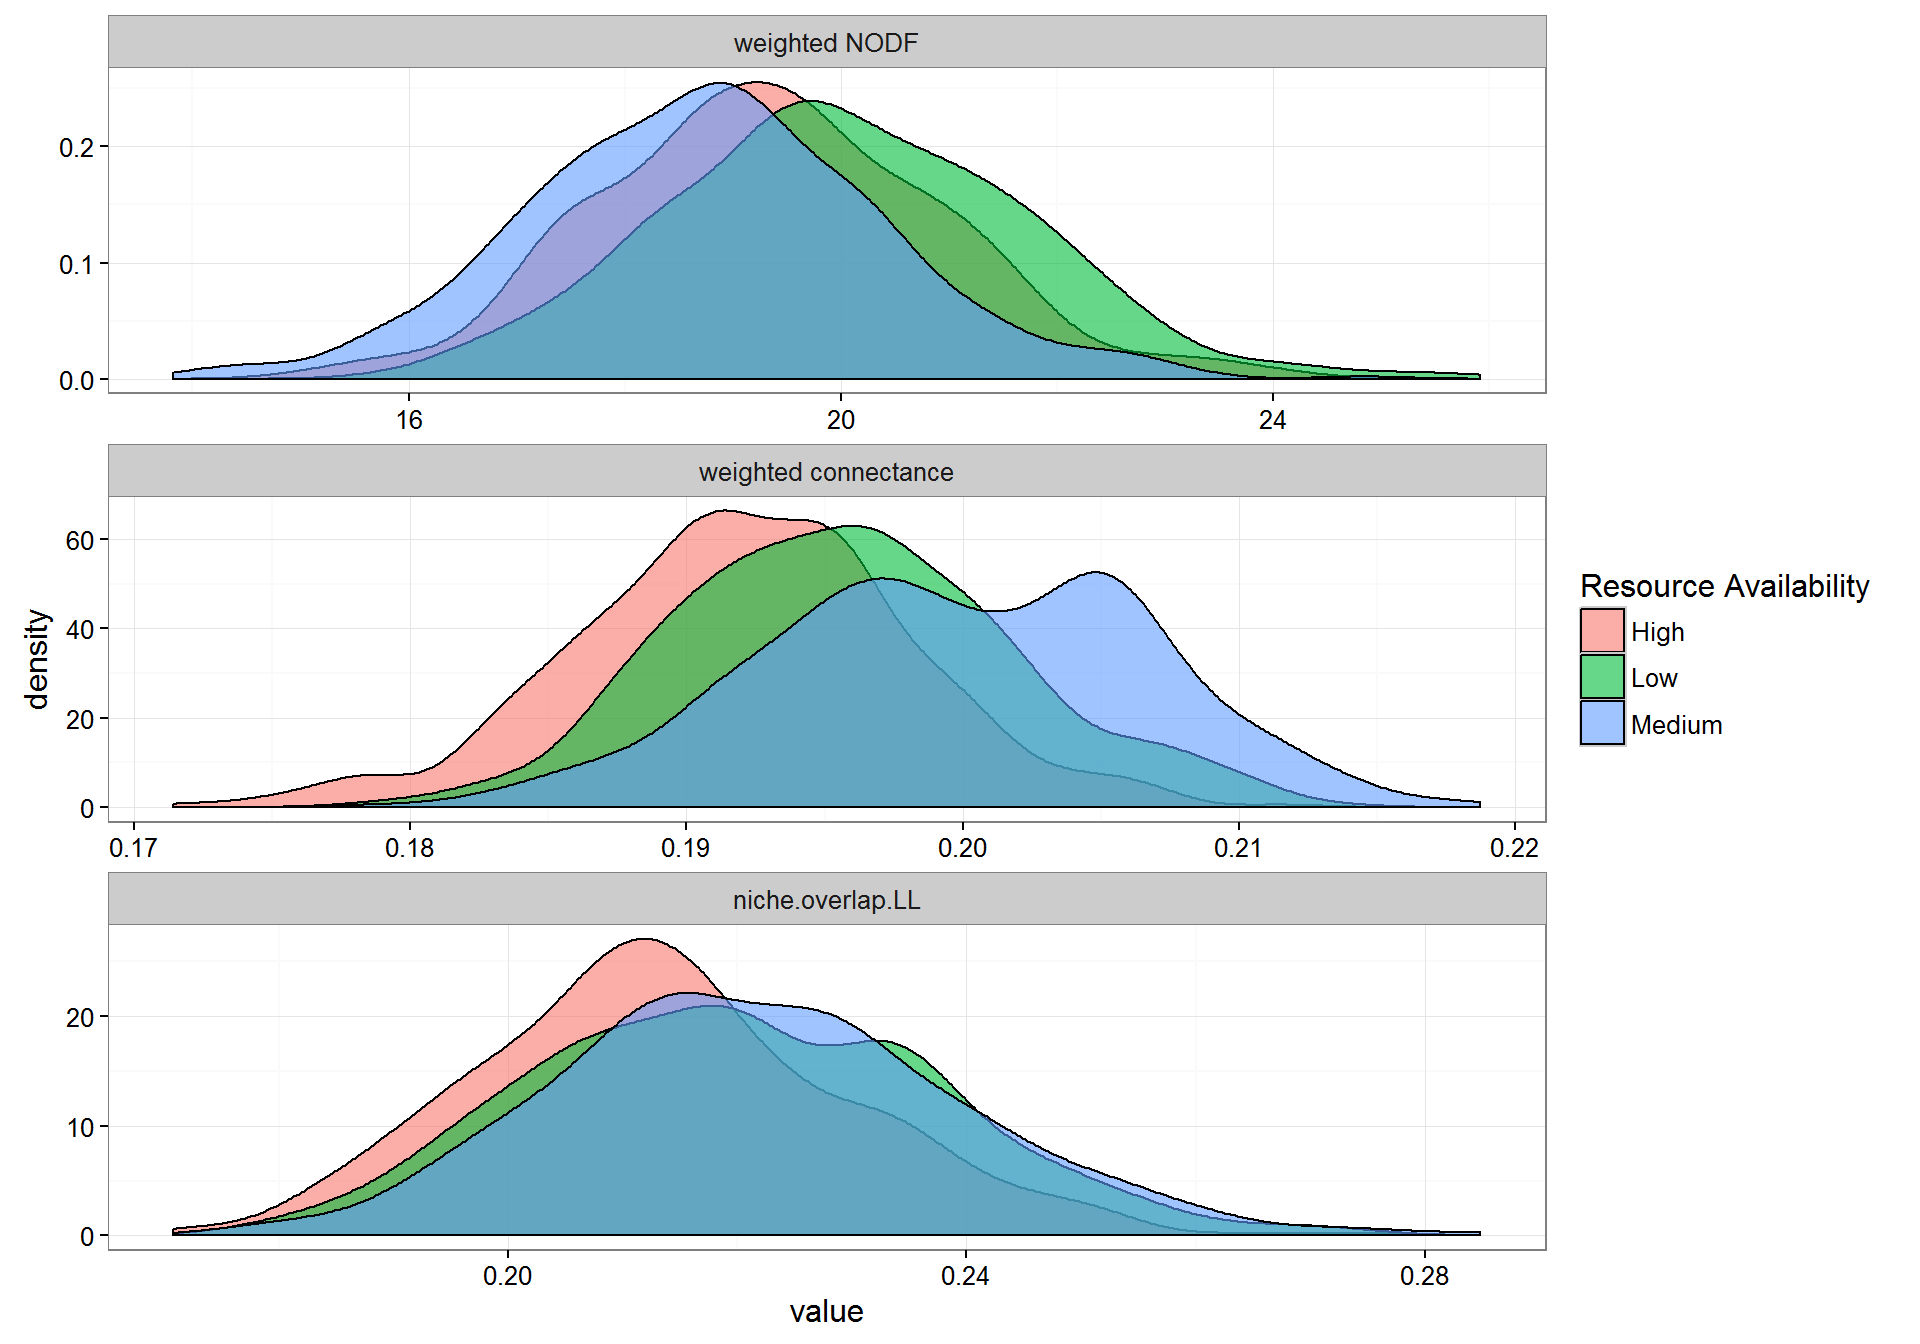 weighted NODF
0.2
0.1
0.0
16 20 24
weighted connectance
60
40
20
0
0.17 0.18 0.19 0.20 0.21 0.22
density
niche.overlap.LL
20
10
0
0.20 0.24 0.28
value
Resource Availability
High
Low
Medium